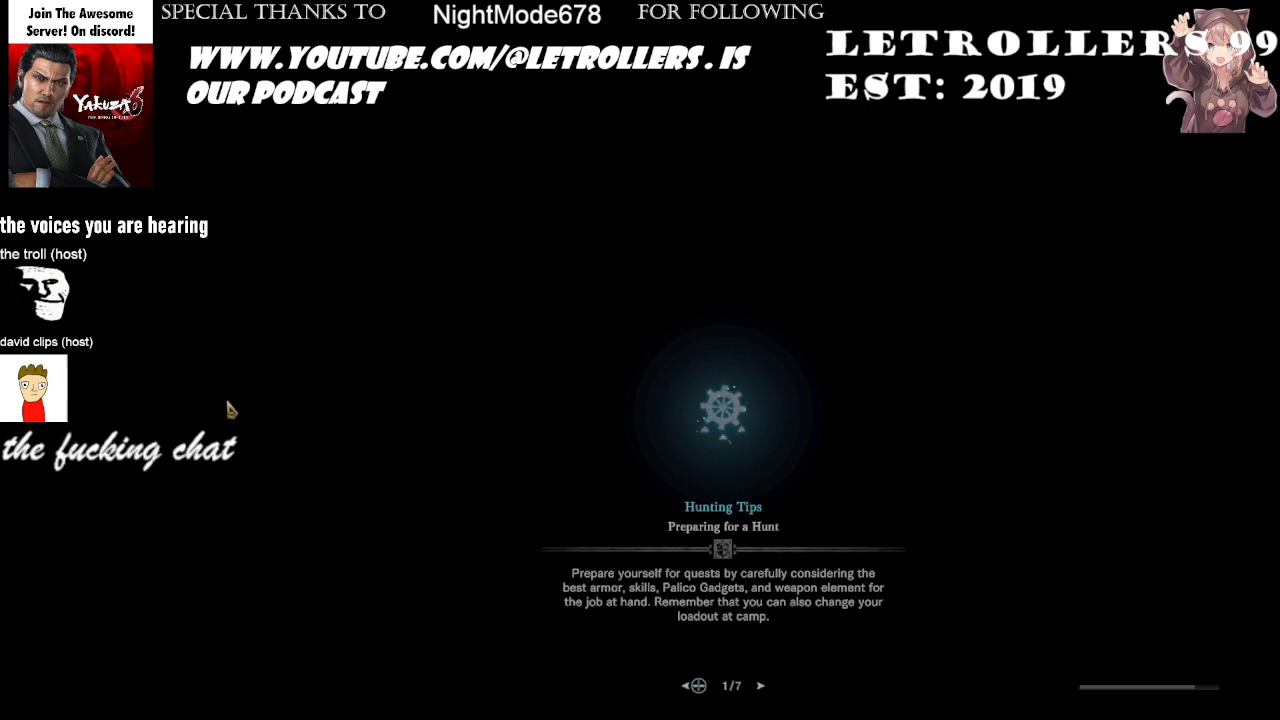 Join The Awesome
Server! On discord!
SPECIAL THANKS TO NightMode678 FOR FOLLOWING
WWW.YOUTUBE.COM/@LETROLLERS . IS
OUR PODCAST
LETROLLERS 99
EST: 2019
YAKUZA 6
the voices you are hearing
the troll (host)
david clips (host)
the fucking chat
Hunting Tips
Preparing for a Hunt
Prepare yourself for quests by carefully considering the
best armor, skills, Palico Gadgets, and weapon element for
the job at hand. Remember that you can also change your
loadout at camp.
1/7